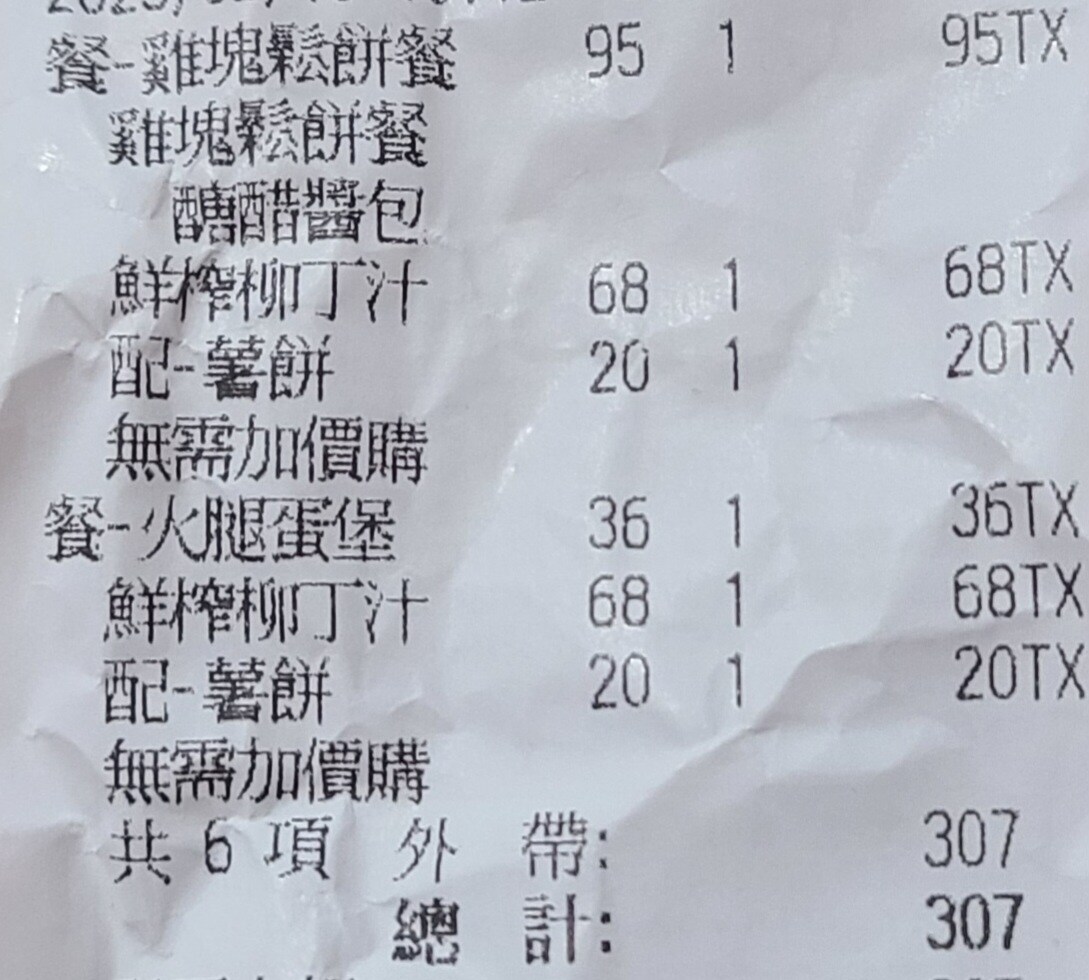 餐-雞塊鬆餅餐 95 1 95TX
雞塊鬆餅餐
醣醋醬包
鮮榨柳丁汁 68 1 68TX
配-薯餅 20 1 20TX
無需加價購
餐-火腿蛋堡 36 1 36TX
鮮榨柳丁汁 68 1 68TX
配-薯餅 20 1 20TX
無需加價購
共 6 項 外 帶: 307
總 計: 307